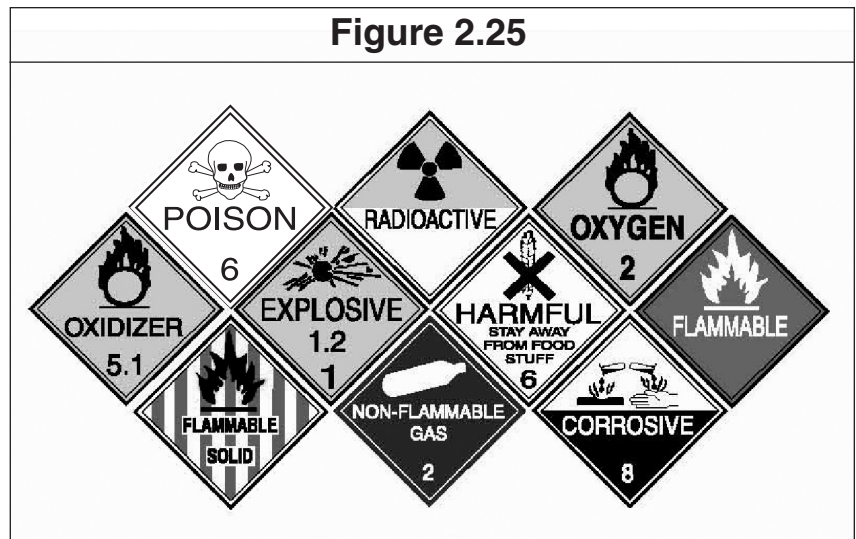 Figure 2.25
POISON
6
RADIOACTIVE
OXYGEN
2
OXIDIZER
5.1
EXPLOSIVE
1.2
1
HARMFUL
STAY AWAY
FROM FOOD
STUFF
6
FLAMMABLE
FLAMMABLE
SOLID
NON-FLAMMABLE
GAS
2
CORROSIVE
8